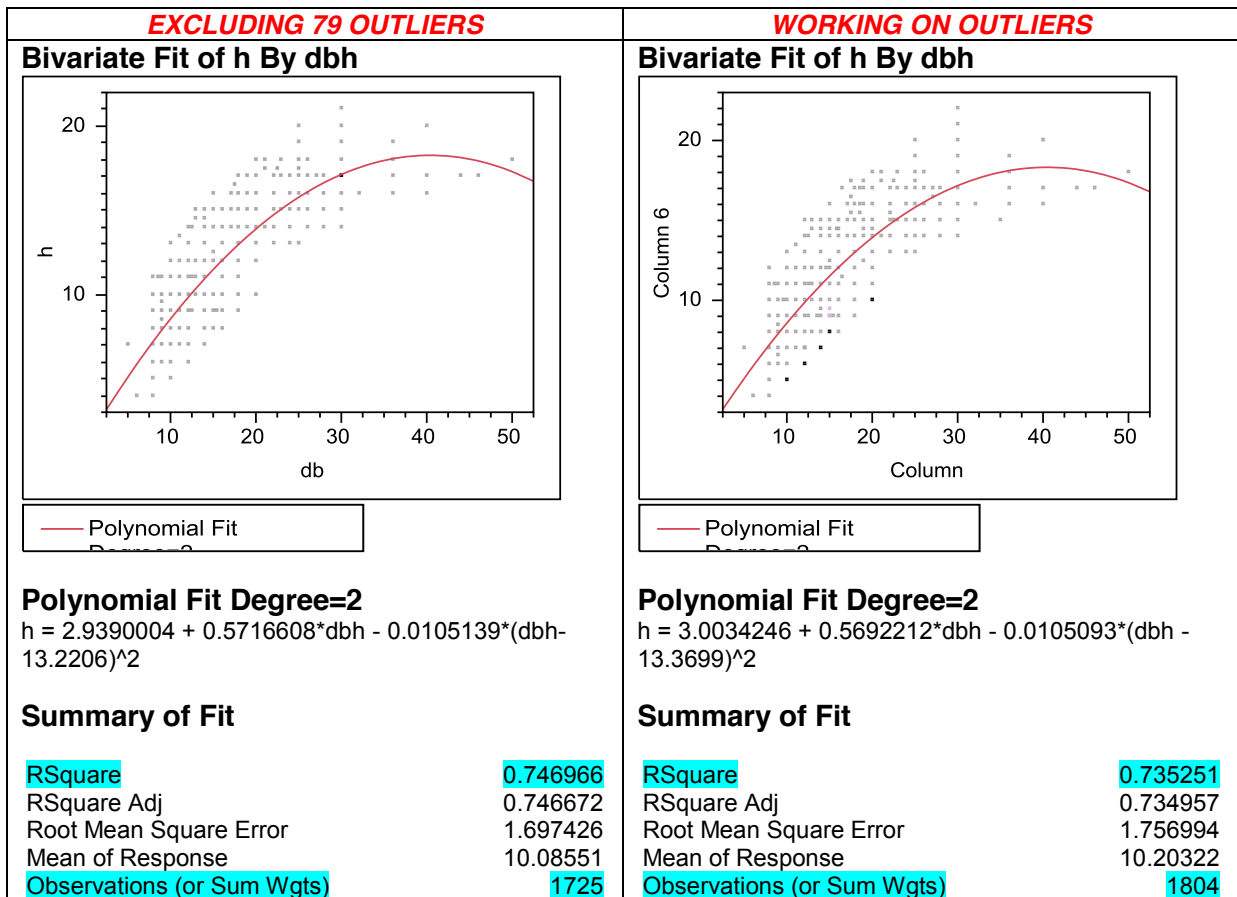 EXCLUDING 79 OUTLIERS
Bivariate Fit of h By dbh
20
10
h
10 20 30 40 50
db
Polynomial Fit
Degree=2
Polynomial Fit Degree=2
h = 2.9390004 + 0.5716608*dbh - 0.0105139*(dbh-
13.2206)^2
Summary of Fit
RSquare 0.746966
RSquare Adj 0.746672
Root Mean Square Error 1.697426
Mean of Response 10.08551
Observations (or Sum Wgts) 1725
WORKING ON OUTLIERS
Bivariate Fit of h By dbh
20
10
Column 6
10 20 30 40 50
Column
Polynomial Fit
Degree=2
Polynomial Fit Degree=2
h = 3.0034246 + 0.5692212*dbh - 0.0105093*(dbh -
13.3699)^2
Summary of Fit
RSquare 0.735251
RSquare Adj 0.734957
Root Mean Square Error 1.756994
Mean of Response 10.20322
Observations (or Sum Wgts) 1804